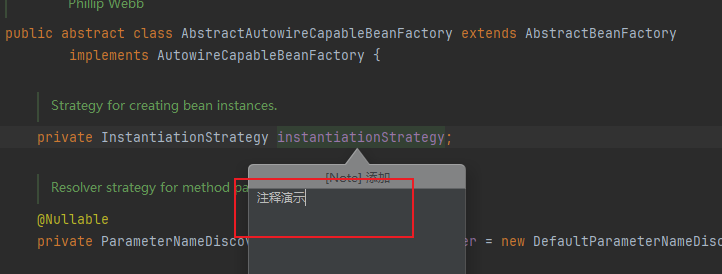 Phillip Webb
public abstract class AbstractAutowireCapableBeanFactory extends AbstractBeanFactory
implements AutowireCapableBeanFactory {
Strategy for creating bean instances.
private InstantiationStrategy instantiationStrategy;
[Note] 添加
注释演示
Resolver strategy for method pa
@Nullable
private ParameterNameDiscov er = new DefaultParameterNameDisc